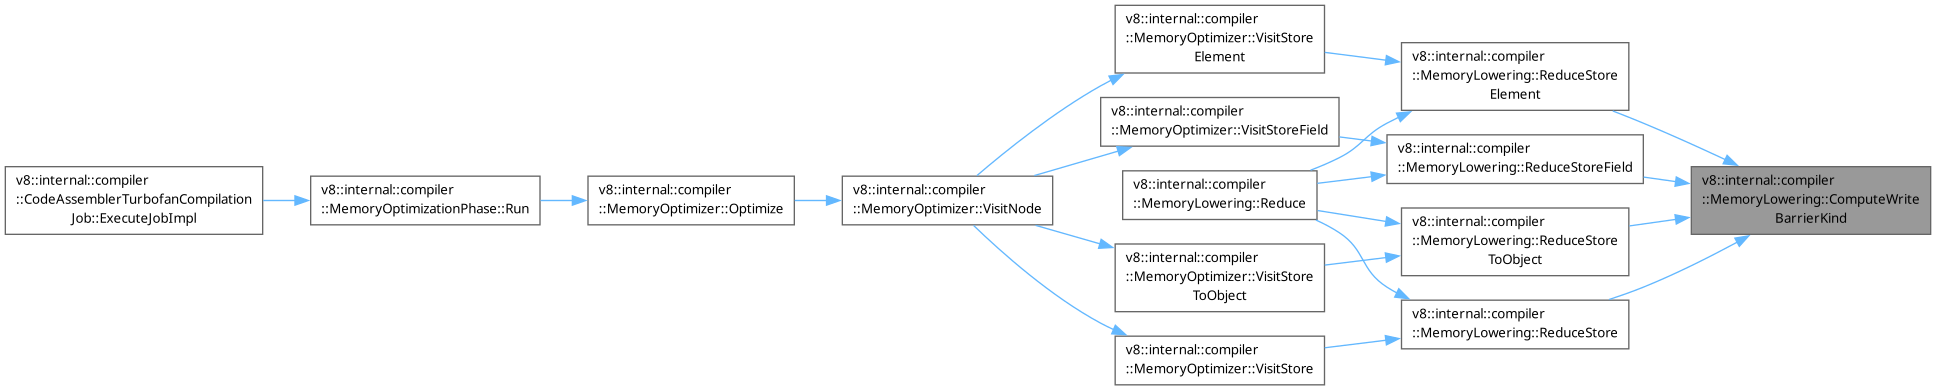 v8::internal::compiler
::CodeAssemblerTurbofanCompilation
Job::ExecuteJobImpl
v8::internal::compiler
::MemoryOptimizationPhase::Run
v8::internal::compiler
::MemoryOptimizer::Optimize
v8::internal::compiler
::MemoryOptimizer::VisitNode
v8::internal::compiler
::MemoryOptimizer::VisitStore
Element
v8::internal::compiler
::MemoryOptimizer::VisitStoreField
v8::internal::compiler
::MemoryLowering::Reduce
v8::internal::compiler
::MemoryOptimizer::VisitStore
ToObject
v8::internal::compiler
::MemoryOptimizer::VisitStore
v8::internal::compiler
::MemoryLowering::ReduceStore
Element
v8::internal::compiler
::MemoryLowering::ReduceStoreField
v8::internal::compiler
::MemoryLowering::ReduceStore
ToObject
v8::internal::compiler
::MemoryLowering::ReduceStore
v8::internal::compiler
::MemoryLowering::ComputeWrite
BarrierKind